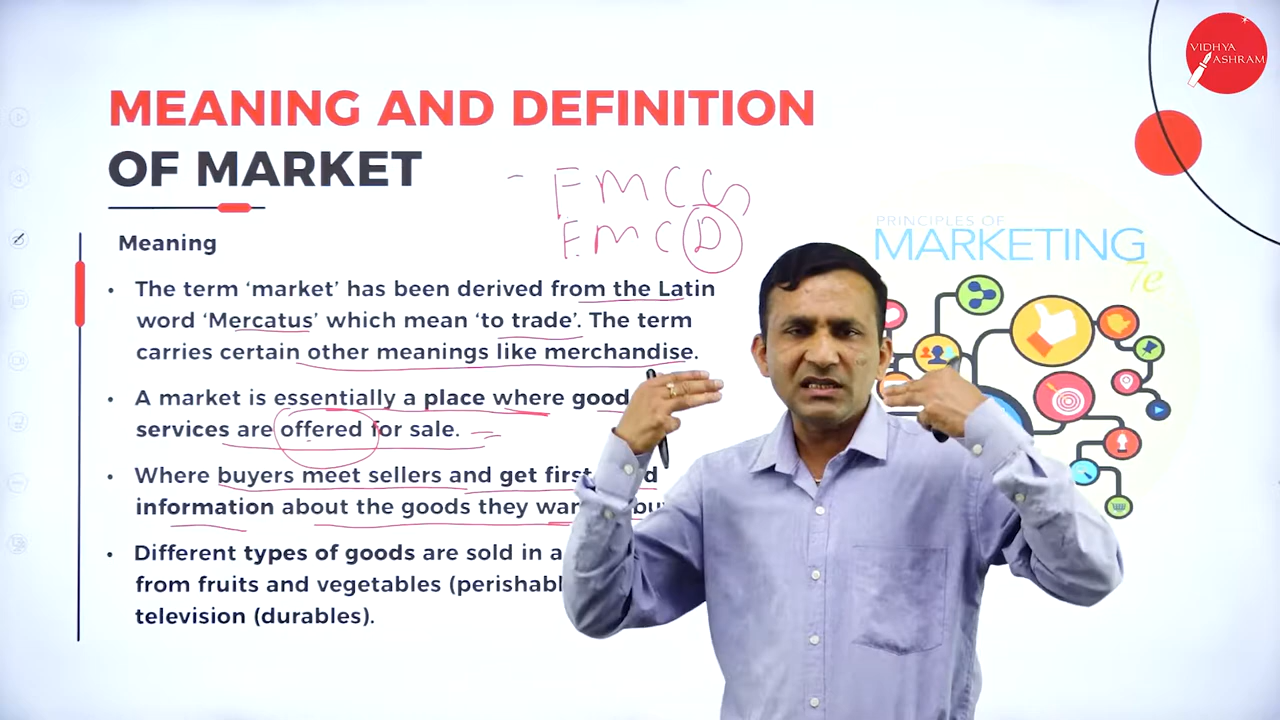 VIDHYA
ASHRAM
MEANING AND DEFINITION
OF MARKET
FMCG
FMCD
PRINCIPLES OF
MARKETING
Te
Meaning
• The term ‘market’ has been derived from the Latin
word ‘Mercatus’ which mean ‘to trade’. The term
carries certain other meanings like merchandise.
• A market is essentially a place where good
services are offered for sale.
• Where buyers meet sellers and get first
information about the goods they wan bu
• Different types of goods are sold in a
from fruits and vegetables (perishabl
television (durables).